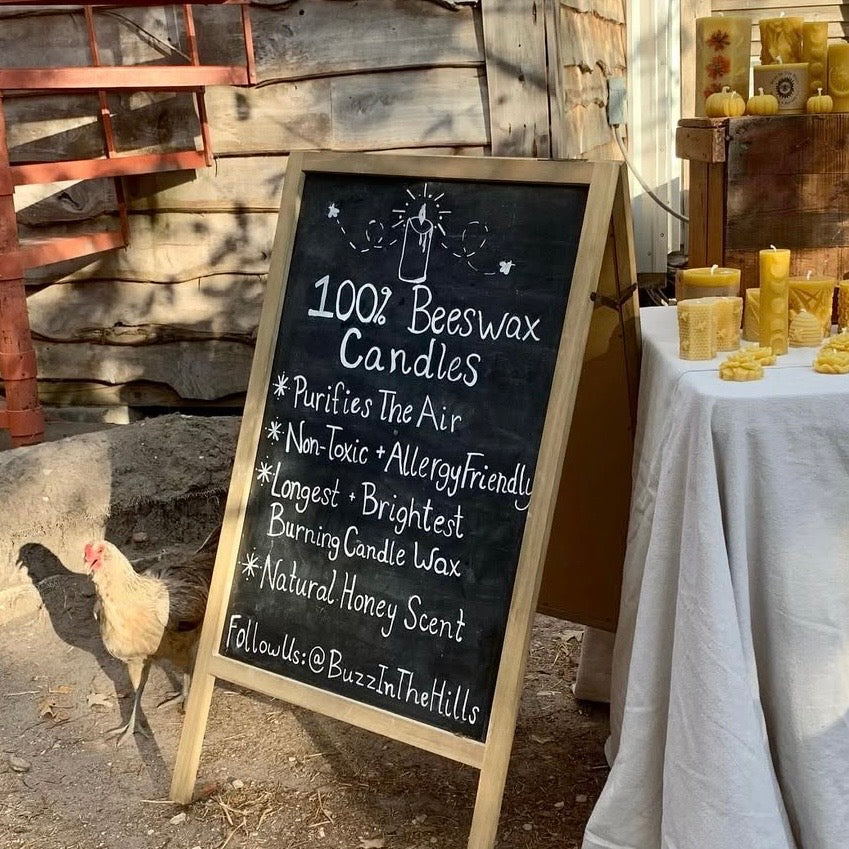 100% Beeswax
Candles
* Purifies The Air
* Non-Toxic + Allergy Friendly
* Longest + Brightest
Burning Candle Wax
* Natural Honey Scent
Follow Us: @BuzzInTheHills